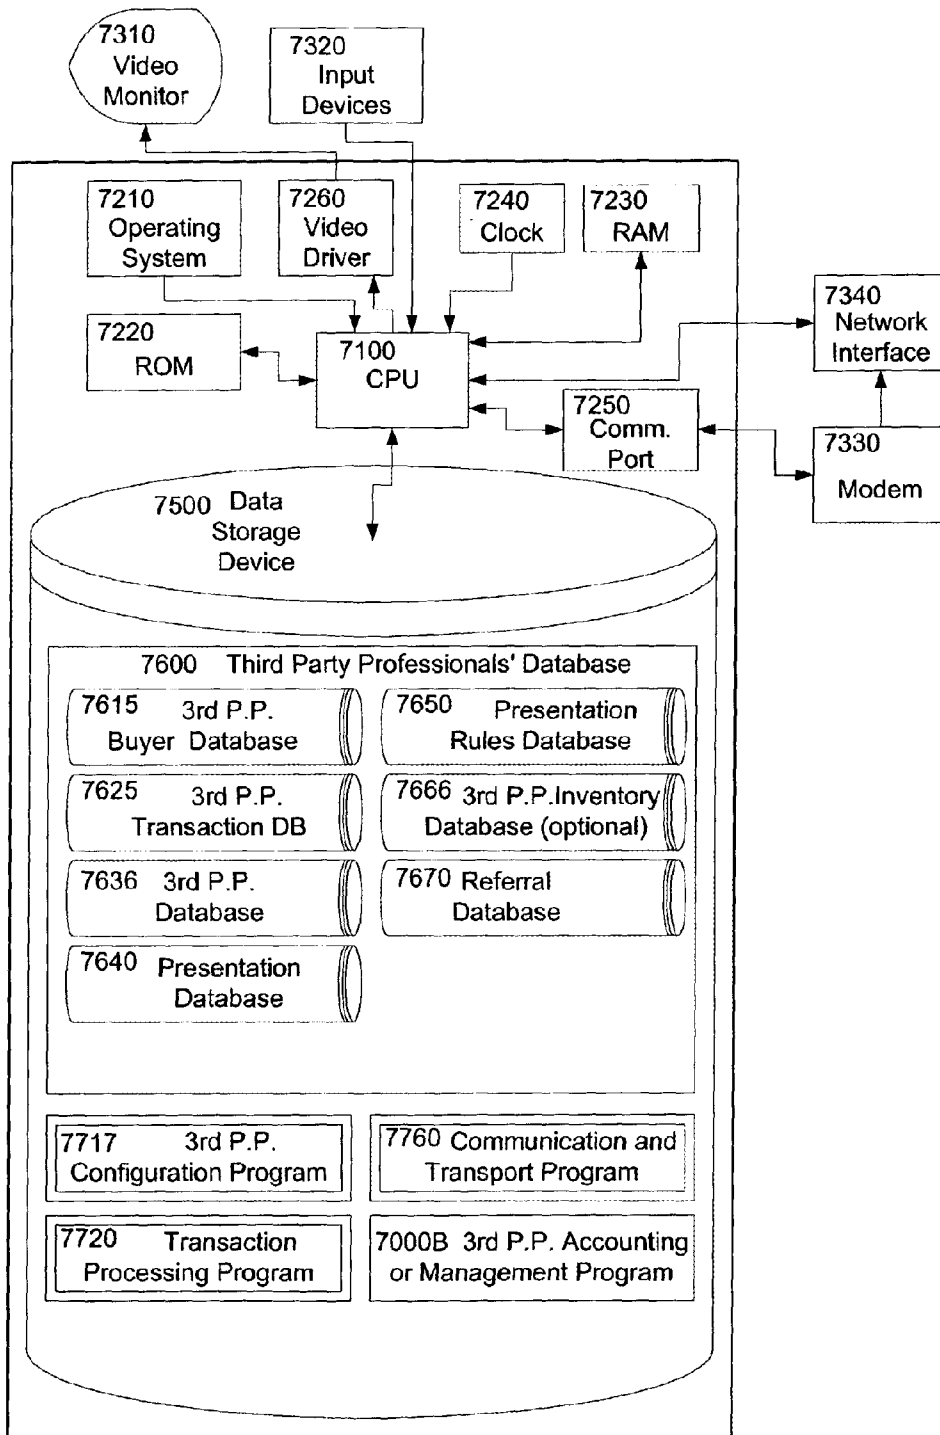 7310
Video
Monitor
7320
Input
Devices
7210
Operating
System
7260
Video
Driver
7240
Clock
7230
RAM
7220
ROM
7100
CPU
7340
Network
Interface
7250
Comm.
Port
7330
Modem
7500 Data
Storage
Device
7600 Third Party Professionals' Database
7615 3rd P.P.
Buyer Database
7650 Presentation
Rules Database
7625 3rd P.P.
Transaction DB
7666 3rd P.P.Inventory
Database (optional)
7636 3rd P.P.
Database
7670 Referral
Database
7640 Presentation
Database
7717 3rd P.P.
Configuration Program
7760 Communication and
Transport Program
7720 Transaction
Processing Program
7000B 3rd P.P. Accounting
or Management Program